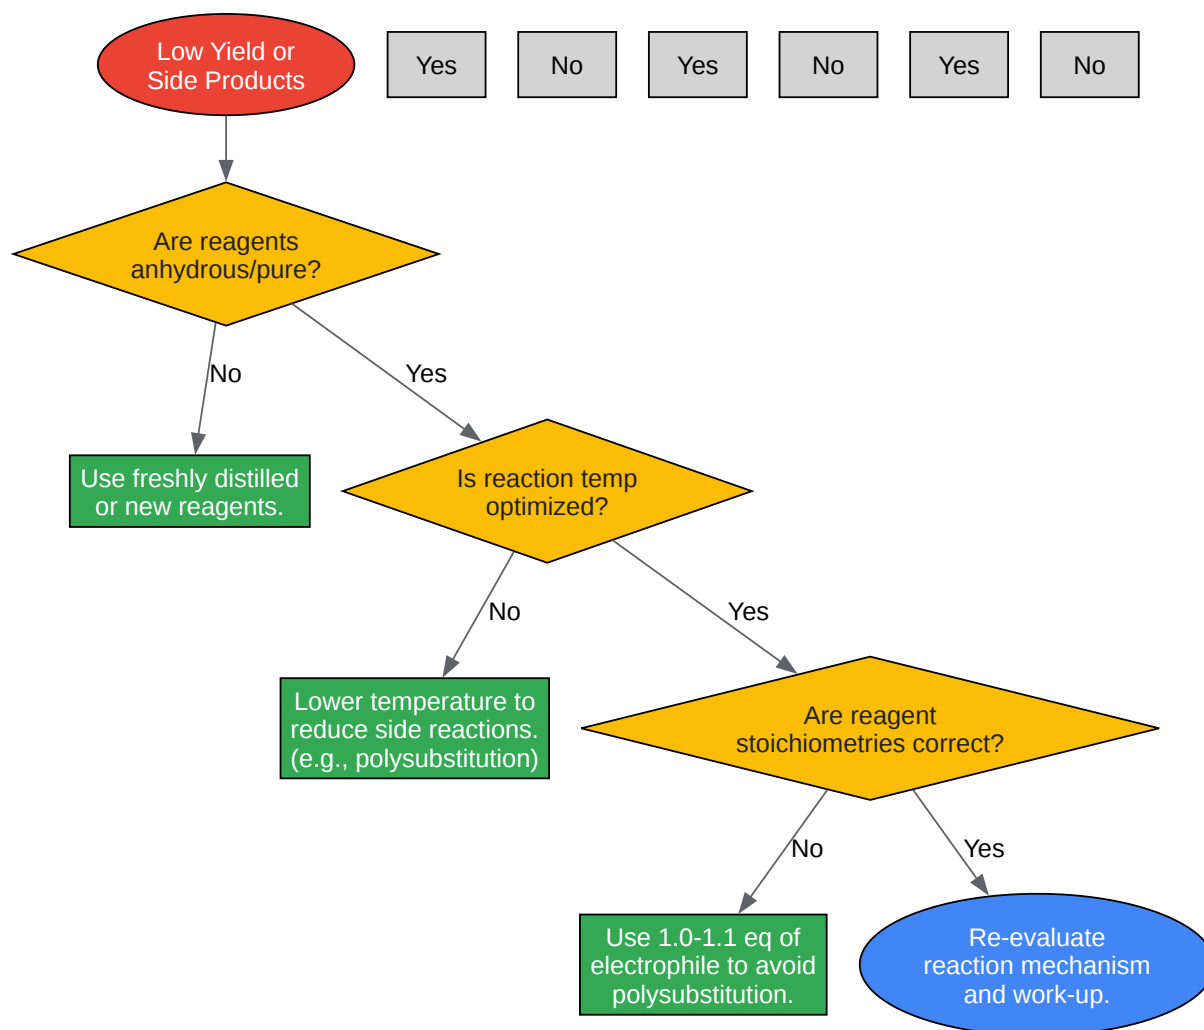 Low Yield or
Side Products
Yes
No
Yes
No
Yes
No
Are reagents
anhydrous/pure?
No
Yes
Use freshly distilled
or new reagents.
Is reaction temp
optimized?
No
Yes
Lower temperature to
reduce side reactions.
(e.g., polysubstitution)
Are reagent
stoichiometries correct?
No
Yes
Use 1.0-1.1 eq of
electrophile to avoid
polysubstitution.
Re-evaluate
reaction mechanism
and work-up.